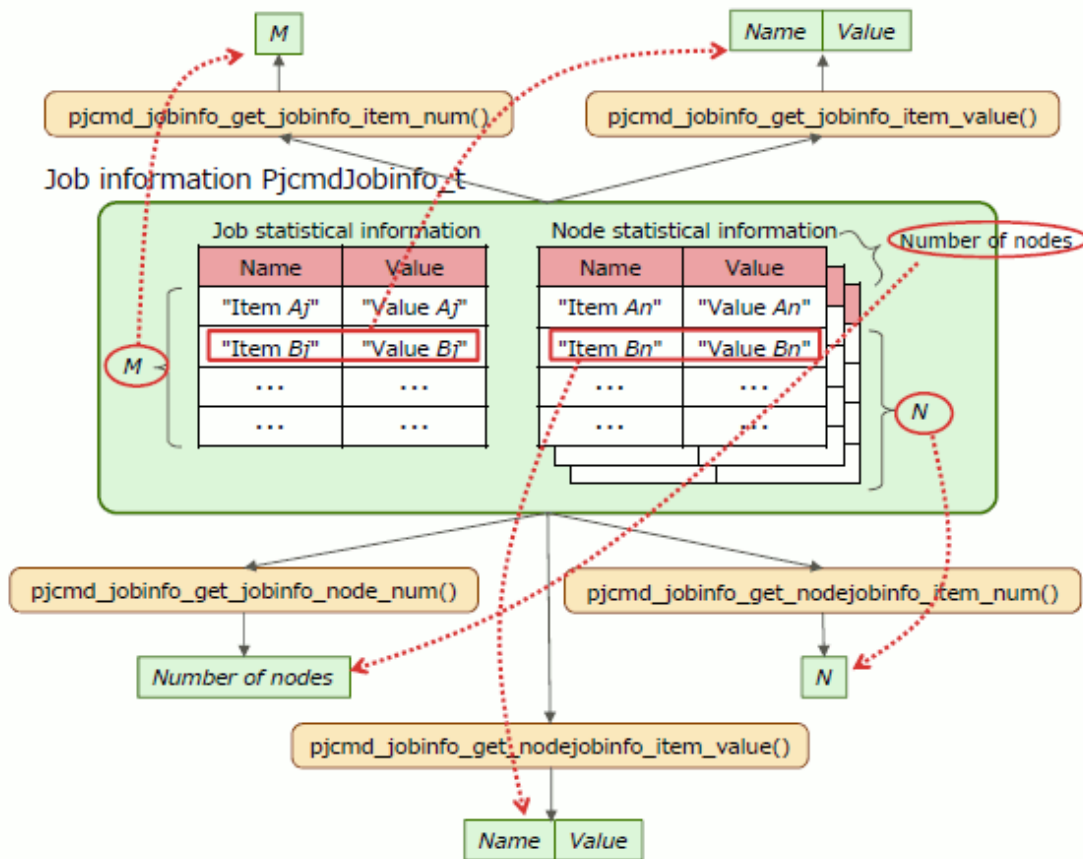 M
Name Value
pjcmd_jobinfo_get_jobinfo_item_num()
pjcmd_jobinfo_get_jobinfo_item_value()
Job information PjcmdJobinfo_t
Job statistical information
Node statistical information
Number of nodes
Name Value
"Item Aj" "Value Aj"
"Item Bj" "Value Bj"
... ...
... ...
M
Name Value
"Item An" "Value An"
"Item Bn" "Value Bn"
... ...
... ...
N
pjcmd_jobinfo_get_jobinfo_node_num()
pjcmd_jobinfo_get_nodejobinfo_item_num()
Number of nodes
N
pjcmd_jobinfo_get_nodejobinfo_item_value()
Name Value